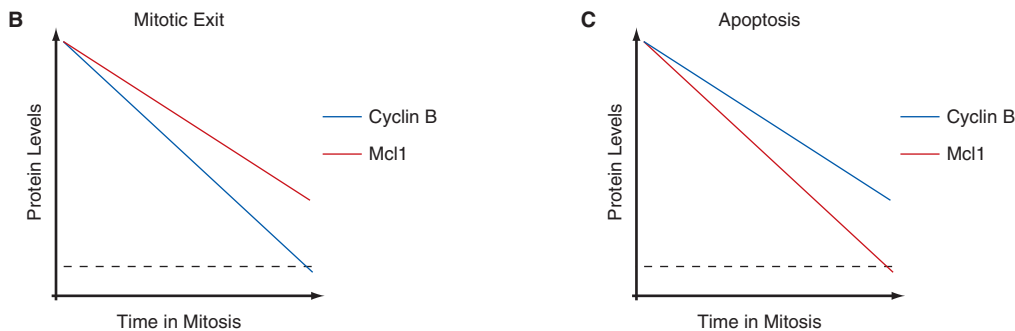 B
Mitotic Exit
Protein Levels
Cyclin B
Mcl1
Time in Mitosis
C
Apoptosis
Protein Levels
Cyclin B
Mcl1
Time in Mitosis